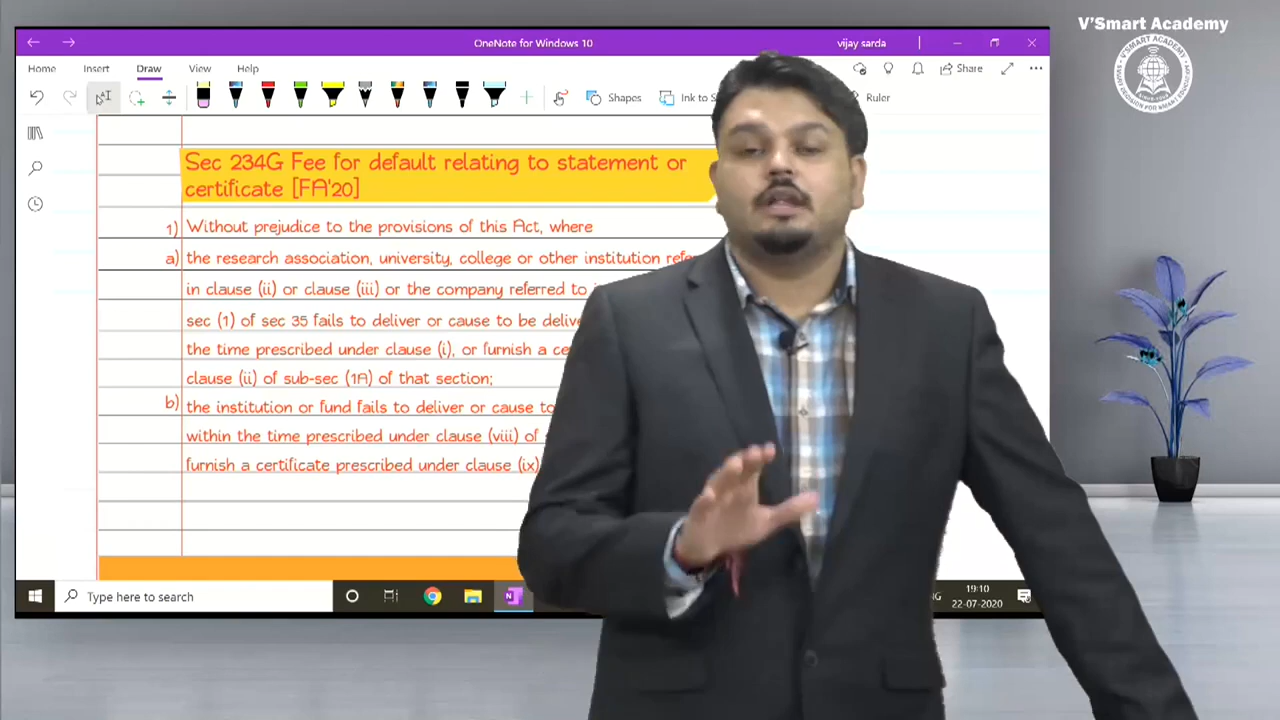 V'Smart Academy
OneNote for Windows 10
vijay sarda
Home Insert Draw View Help
Share
Shapes Ink to Ruler
Sec 234G Fee for default relating to statement or
certificate [FA'20]
1) Without prejudice to the provisions of this Act, where
a) the research association, university, college or other institution
in clause (ii) or clause (iii) or the company referred to
sec (1) of sec 35 fails to deliver or cause to be
the time prescribed under clause (i), or furnish a
clause (ii) of sub-sec (1A) of that section;
b) the institution or fund fails to deliver or cause to
within the time prescribed under clause (viii) of
furnish a certificate prescribed under clause (ix)
Type here to search
19:10
22-07-2020